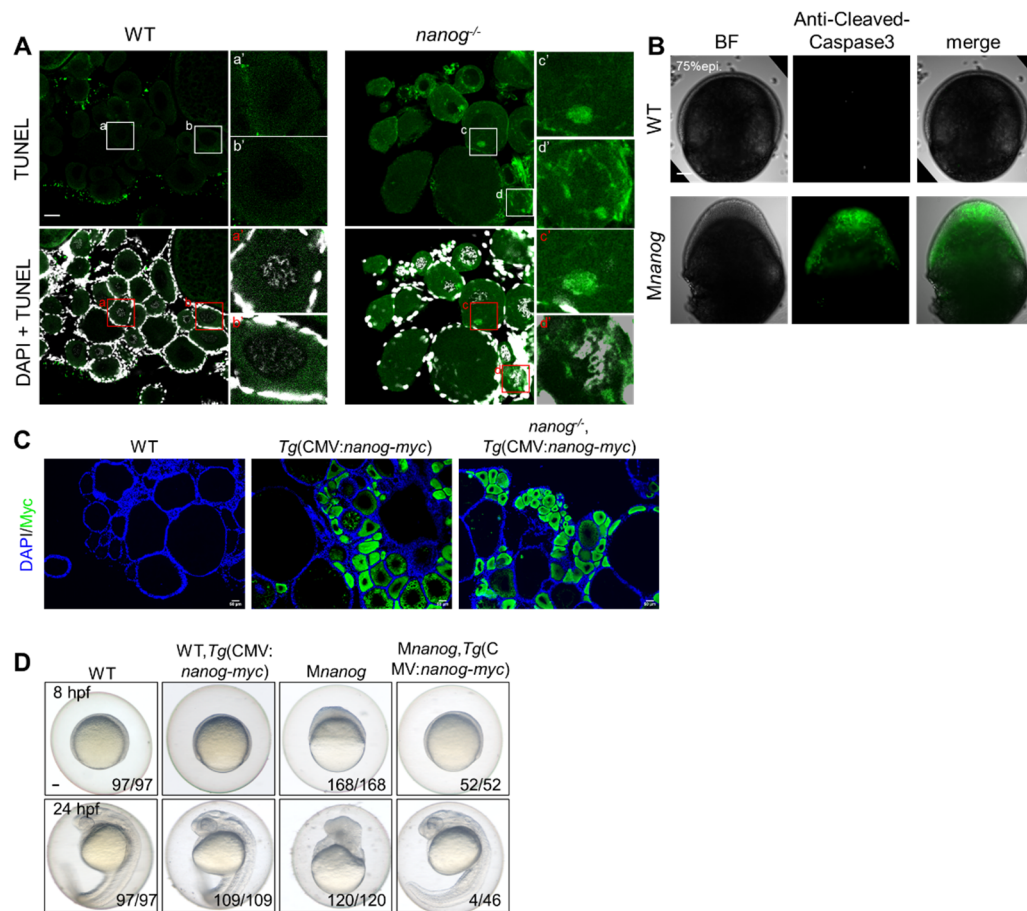 A
WT
nanog-/-
TUNEL
DAPI + TUNEL
a
b
a'
b'
c
d
c'
d'
a
b
a'
b'
c
d
c'
d'
B
BF
Anti-Cleaved-
Caspase3
merge
WT
75%epi.
Mnanog
C
WT
Tg(CMV:nanog-myc)
nanog-/-,
Tg(CMV:nanog-myc)
DAPI/Myc
D
WT
WT,Tg(CMV:
nanog-myc)
Mnanog
Mnanog,Tg(C
MV:nanog-myc)
8 hpf
97/97
168/168
52/52
24 hpf
97/97
109/109
120/120
4/46